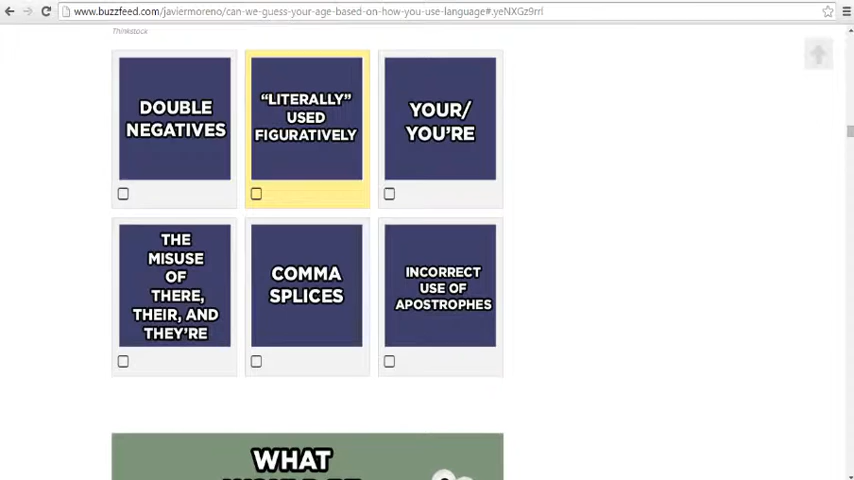 www.buzzfeed.com/javiermoreno/can-we-guess-your-age-based-on-how-you-use-language#.yeNXGz9rrl
Thinkstock
DOUBLE
NEGATIVES
“LITERALLY”
USED
FIGURATIVELY
YOUR/
YOU’RE
THE
MISUSE
OF
THERE,
THEIR, AND
THEY’RE
COMMA
SPLICES
INCORRECT
USE OF
APOSTROPHES
WHAT